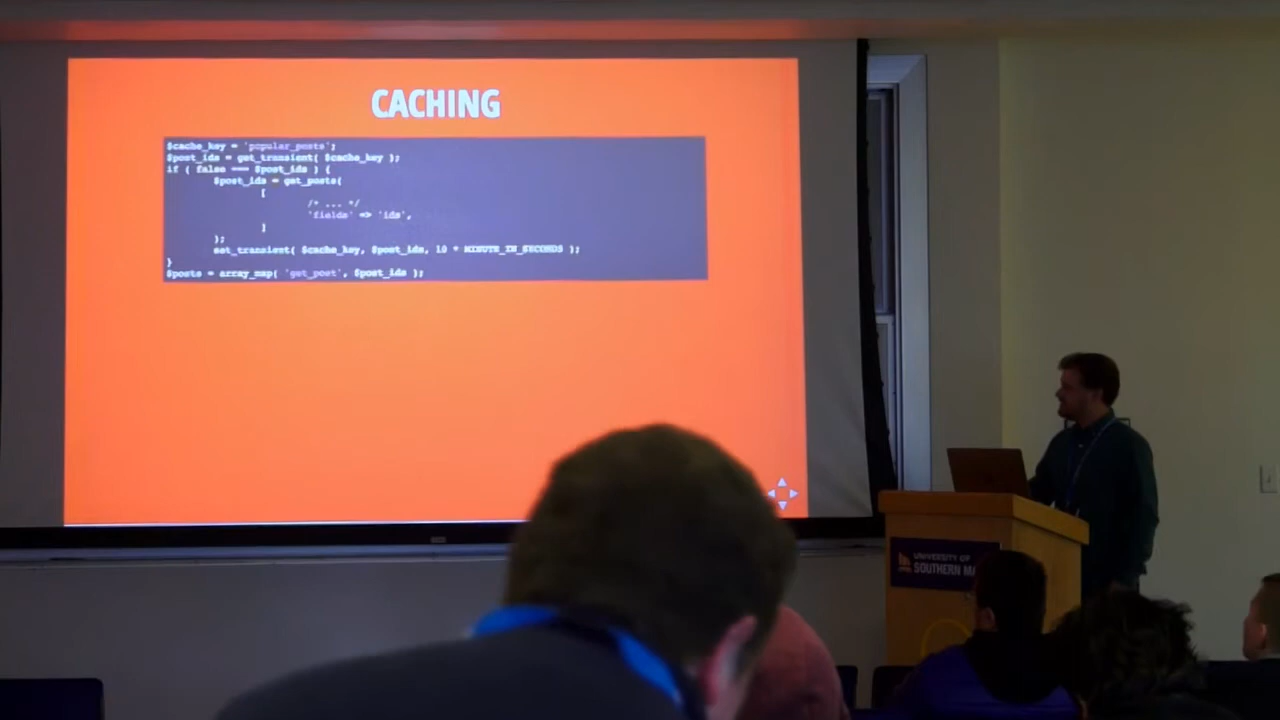 CACHING
$cache_key = 'popular_posts';
$post_ids = get_transient( $cache_key );
if ( false === $post_ids ) {
$post_ids = get_posts(
[
/* ... */
'fields' => 'ids',
]
);
set_transient( $cache_key, $post_ids, 10 * MINUTE_IN_SECONDS );
}
$posts = array_map( 'get_post', $post_ids );
UNIVERSITY OF
SOUTHERN MA